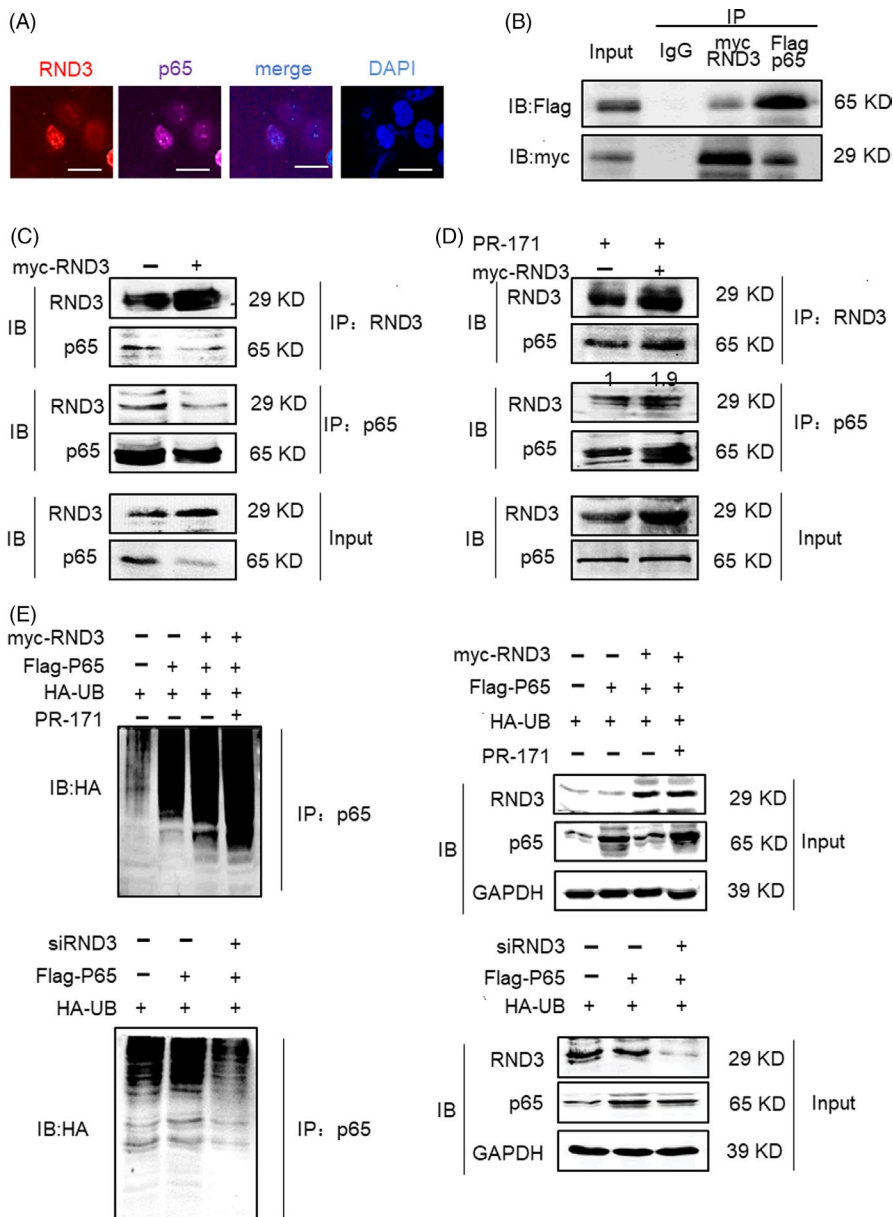 (A)
RND3 p65 merge DAPI
(B)
IP
Input IgG myc RND3 Flag p65
IB:Flag 65 KD
IB:myc 29 KD
(C)
myc-RND3 − +
IB RND3 29 KD IP：RND3
p65 65 KD
IB RND3 29 KD IP：p65
p65 65 KD
IB RND3 29 KD Input
p65 65 KD
(D)
PR-171 + +
myc-RND3 − +
IB RND3 29 KD IP：RND3
p65 65 KD
1 1.9
IB RND3 29 KD IP：p65
p65 65 KD
IB RND3 29 KD Input
p65 65 KD
(E)
myc-RND3 − − + +
Flag-P65 − + + +
HA-UB + + + +
PR-171 − − − +
IB:HA IP：p65
myc-RND3 − − + +
Flag-P65 − + + +
HA-UB + + + +
PR-171 − − − +
RND3 29 KD
IB p65 65 KD Input
GAPDH 39 KD
siRND3 − − +
Flag-P65 − + +
HA-UB + + +
IB:HA IP：p65
siRND3 − − +
Flag-P65 − + +
HA-UB + + +
RND3 29 KD
IB p65 65 KD Input
GAPDH 39 KD